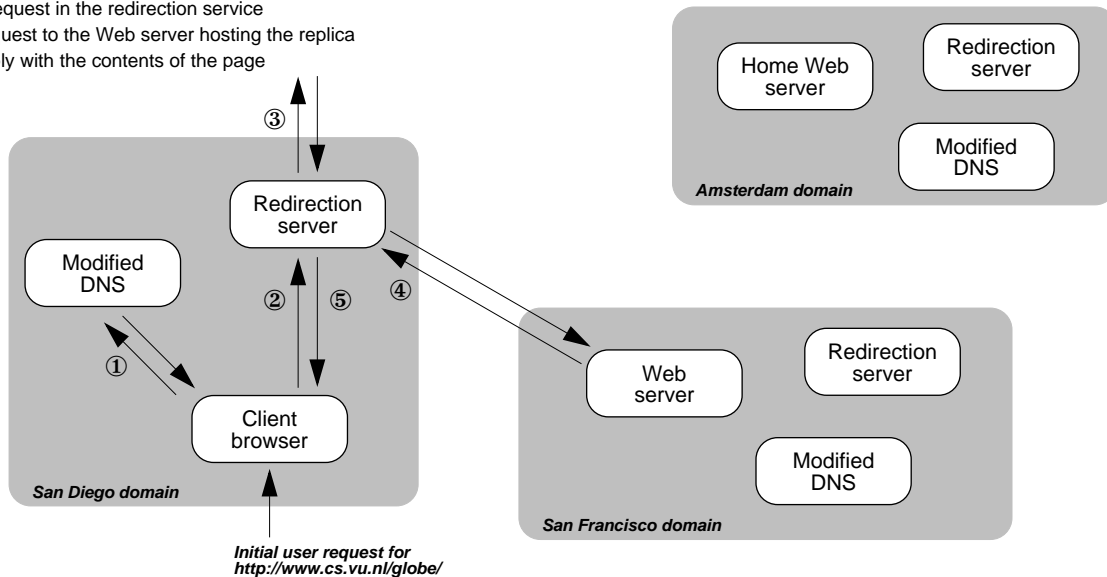 equest in the redirection service
uest to the Web server hosting the replica
ly with the contents of the page
Home Web
server
Redirection
server
Modified
DNS
Amsterdam domain
③
Redirection
server
Modified
DNS
②
⑤
④
①
Client
browser
San Diego domain
Web
server
Redirection
server
Modified
DNS
San Francisco domain
Initial user request for
http://www.cs.vu.nl/globe/